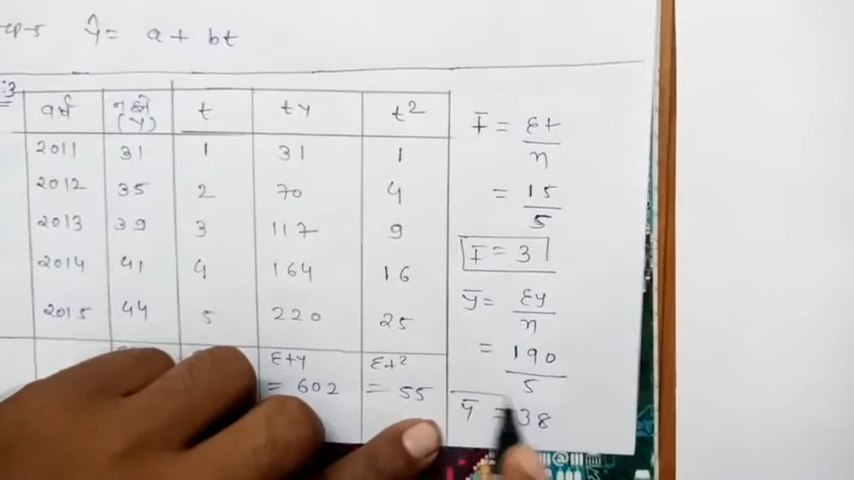 ŷ = a + bt
વર્ષ | નફો (y) | t | ty | t²
2011 | 31 | 1 | 31 | 1
2012 | 35 | 2 | 70 | 4
2013 | 39 | 3 | 117 | 9
2014 | 41 | 4 | 164 | 16
2015 | 44 | 5 | 220 | 25
Σty = 602 | Σt² = 55
t̄ = Σt / n
= 15 / 5
t̄ = 3
ȳ = Σy / n
= 190 / 5
ȳ = 38